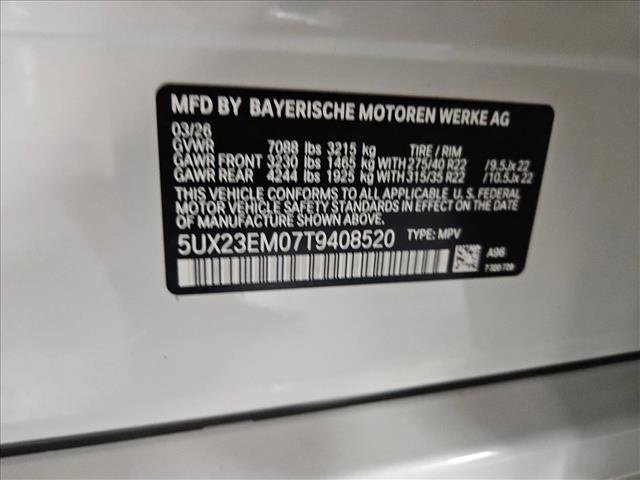 MFD BY BAYERISCHE MOTOREN WERKE AG
03/26
GVWR 7088 lbs 3215 kg TIRE / RIM
GAWR FRONT 3230 lbs 1465 kg WITH 275/40 R22 /9.5Jx22
GAWR REAR 4244 lbs 1925 kg WITH 315/35 R22 /10.5Jx22
THIS VEHICLE CONFORMS TO ALL APPLICABLE U. S. FEDERAL
MOTOR VEHICLE SAFETY STANDARDS IN EFFECT ON THE DATE
OF MANUFACTURE SHOWN ABOVE.
5UX23EM07T9408520 TYPE: MPV
A96